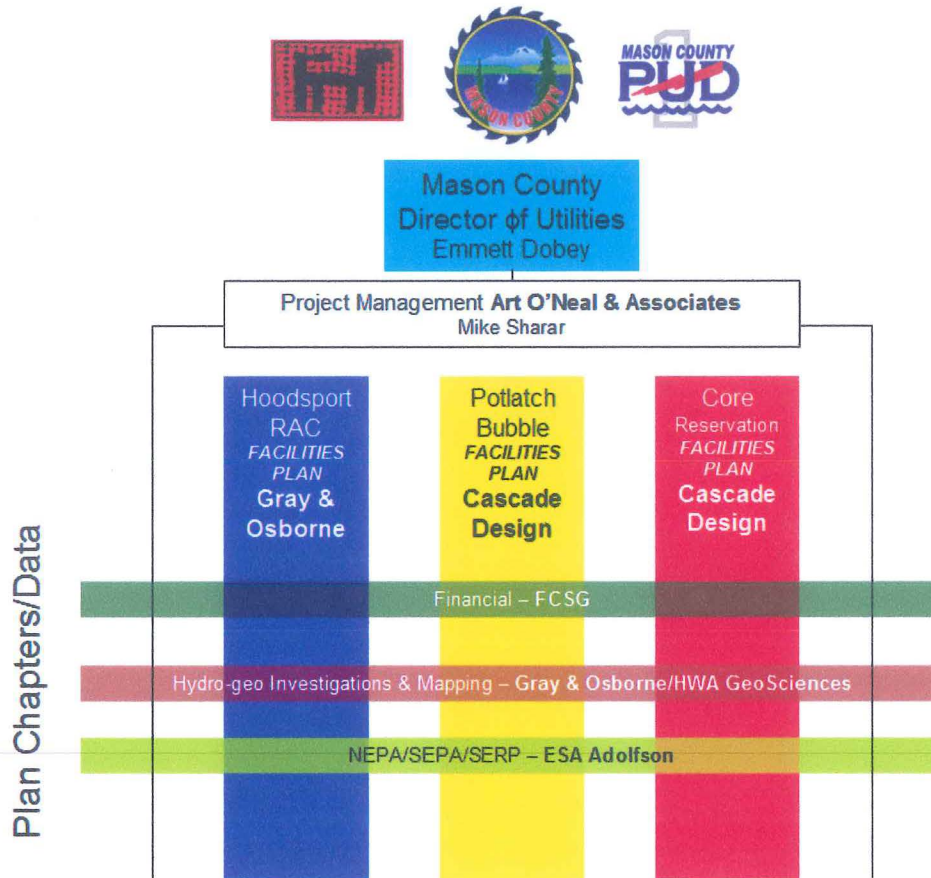 MASON COUNTY
MASON COUNTY
PUD
1
Mason County
Director of Utilities
Emmett Dobey
Project Management Art O'Neal & Associates
Mike Sharar
Hoodsport
RAC
FACILITIES
PLAN
Gray &
Osborne
Potlatch
Bubble
FACILITIES
PLAN
Cascade
Design
Core
Reservation
FACILITIES
PLAN
Cascade
Design
Plan Chapters/Data
Financial – FCSG
Hydro-geo Investigations & Mapping – Gray & Osborne/HWA GeoSciences
NEPA/SEPA/SERP – ESA Adolfson